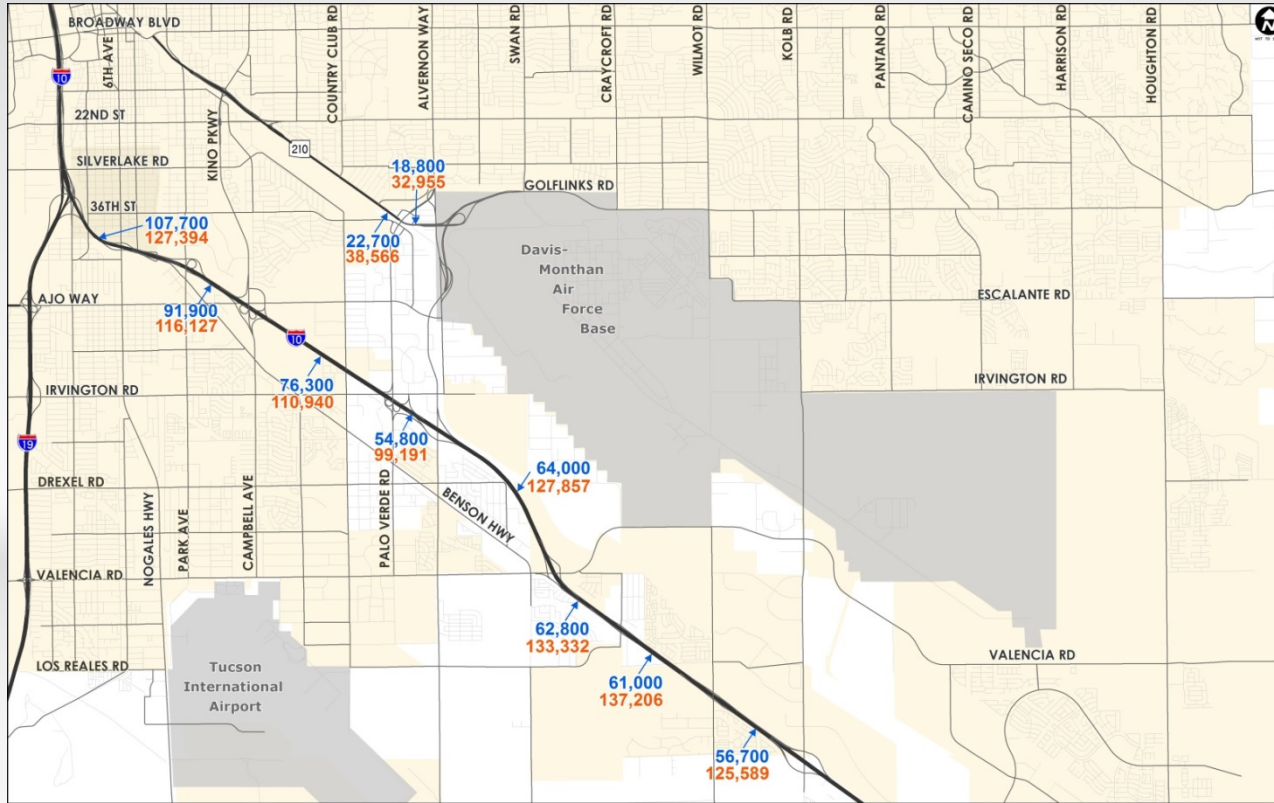 BROADWAY BLVD
10
6TH AVE
COUNTRY CLUB RD
ALVERNON WAY
SWAN RD
CRAYCROFT RD
WILMOT RD
KOLB RD
PANTANO RD
CAMINO SECO RD
HARRISON RD
HOUGHTON RD
N
22ND ST
KINO PKWY
210
SILVERLAKE RD
18,800
32,955
GOLFLINKS RD
36TH ST
107,700
127,394
22,700
38,566
Davis-
Monthan
Air
Force
Base
AJO WAY
91,900
116,127
10
ESCALANTE RD
IRVINGTON RD
76,300
110,940
IRVINGTON RD
19
54,800
99,191
64,000
127,857
DREXEL RD
NOGALES HWY
PARK AVE
CAMPBELL AVE
PALO VERDE RD
BENSON HWY
VALENCIA RD
62,800
133,332
LOS REALES RD
Tucson
International
Airport
61,000
137,206
VALENCIA RD
56,700
125,589